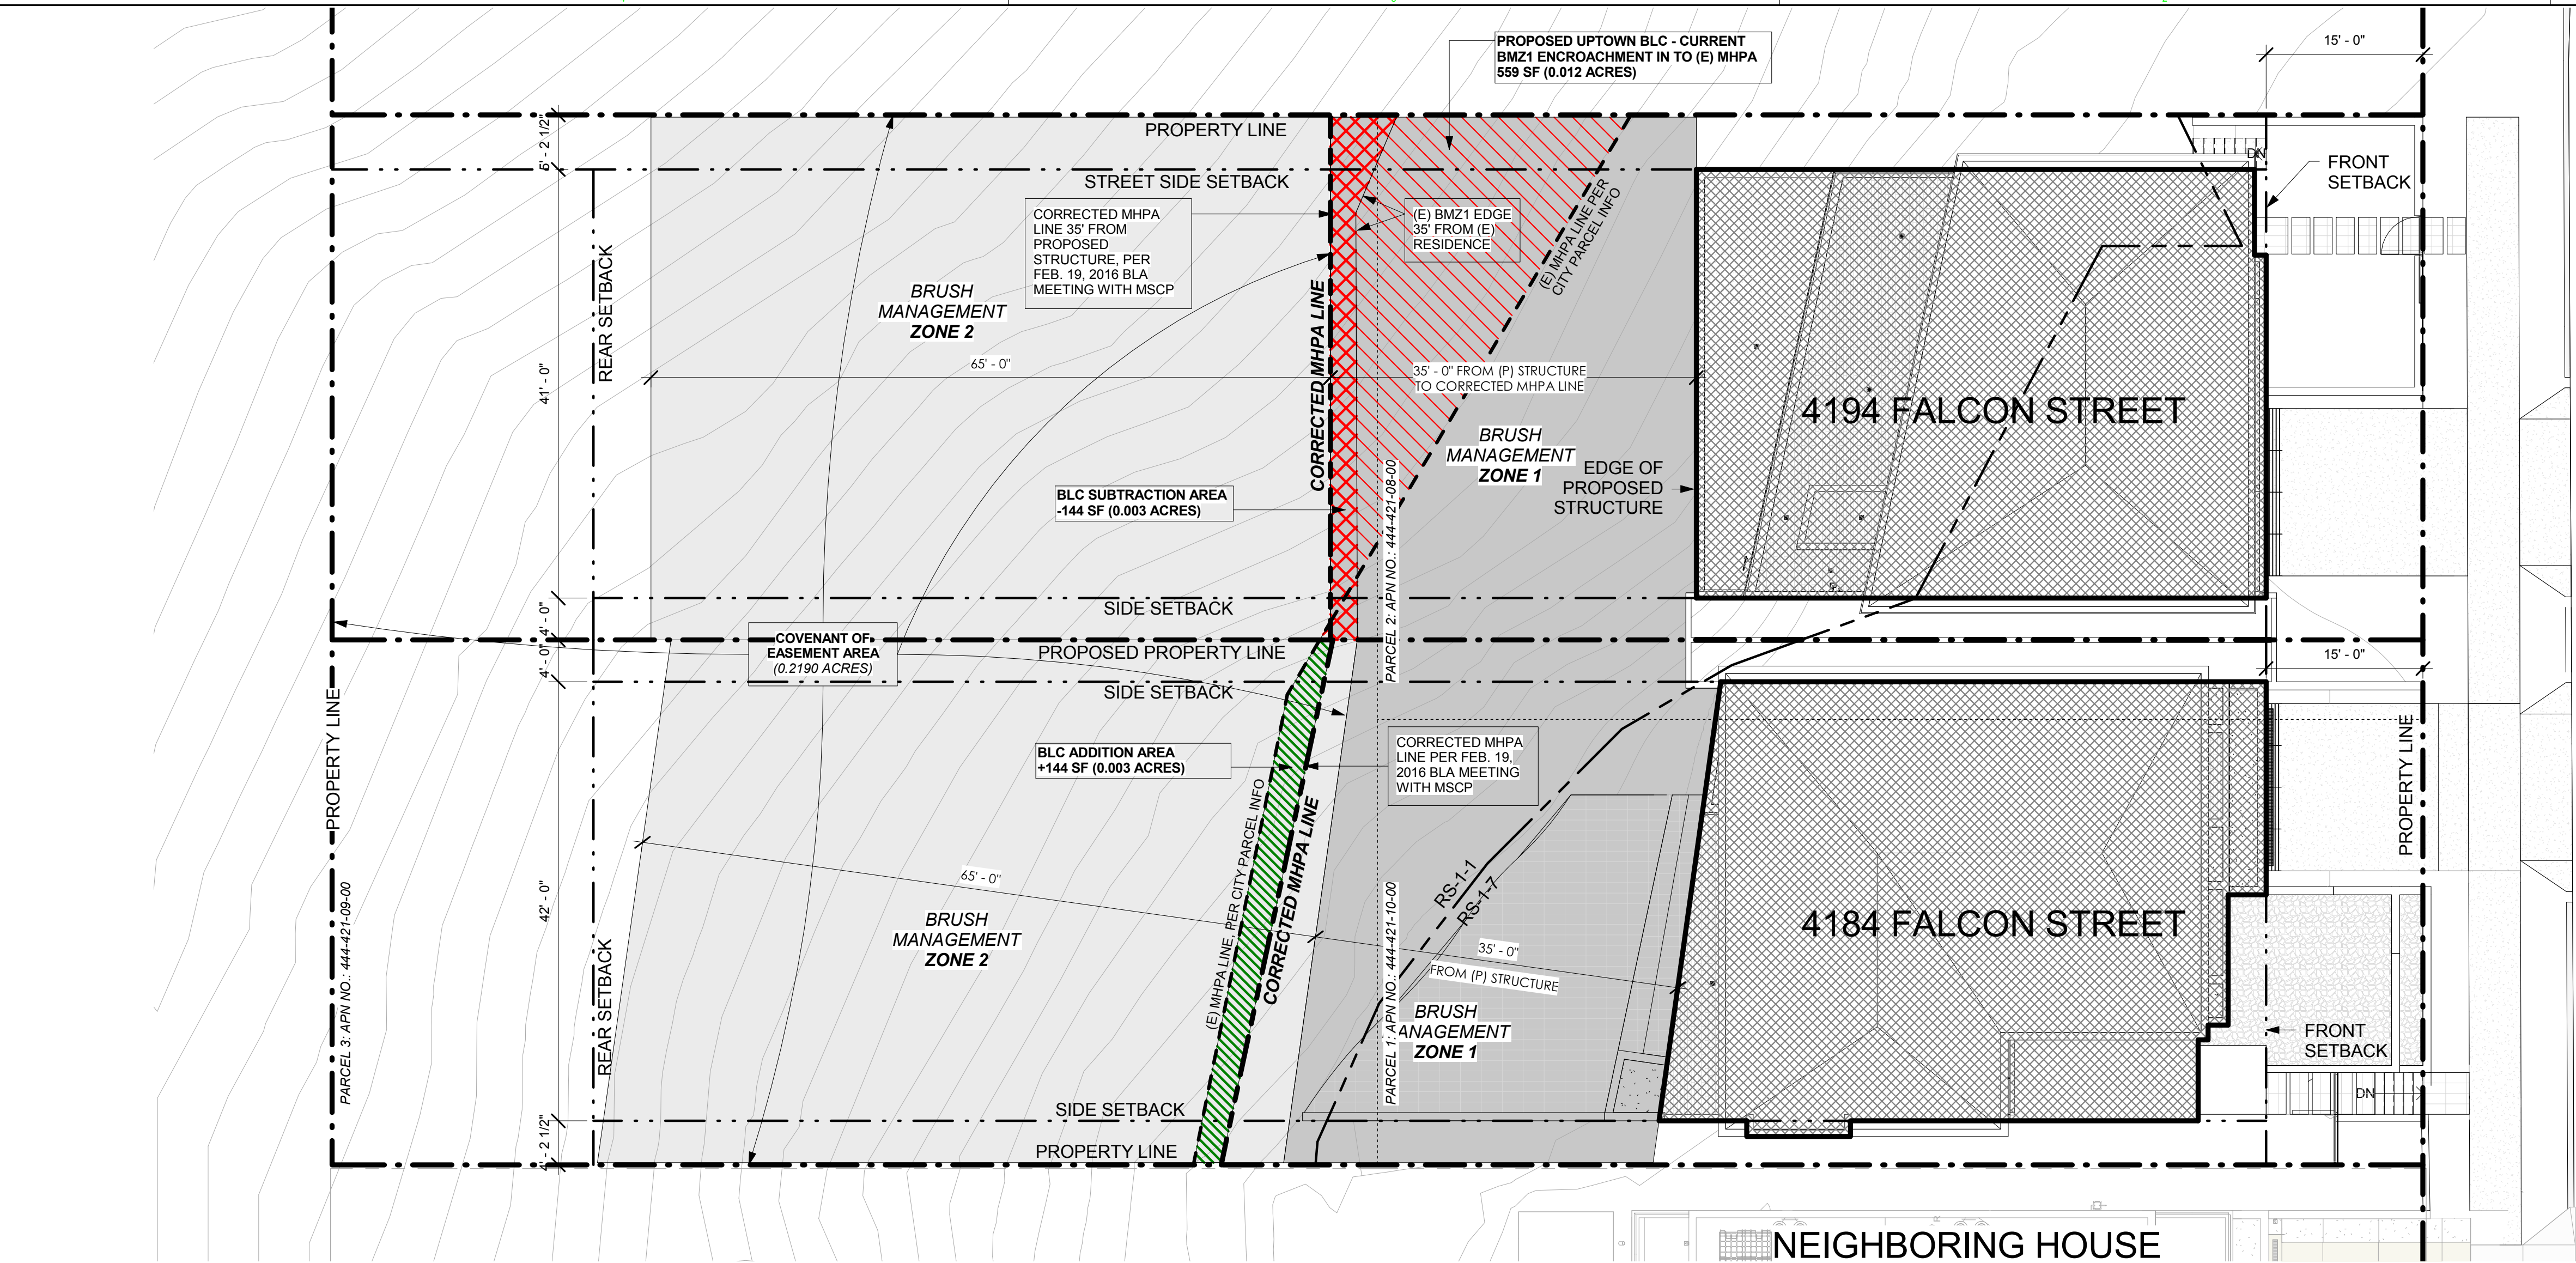 PROPOSED UPTOWN BLC - CURRENT
BMZ1 ENCROACHMENT IN TO (E) MHPA
559 SF (0.012 ACRES)
15' - 0"
5' - 2 1/2"
PROPERTY LINE
STREET SIDE SETBACK
DN
FRONT
SETBACK
CORRECTED MHPA
LINE 35' FROM
PROPOSED
STRUCTURE, PER
FEB. 19, 2016 BLA
MEETING WITH MSCP
(E) BMZ1 EDGE
35' FROM (E)
RESIDENCE
(E) MHPA LINE PER
CITY PARCEL INFO
REAR SETBACK
BRUSH
MANAGEMENT
ZONE 2
CORRECTED MHPA LINE
65' - 0"
35' - 0" FROM (P) STRUCTURE
TO CORRECTED MHPA LINE
41' - 0"
4194 FALCON STREET
BRUSH
MANAGEMENT
ZONE 1
EDGE OF
PROPOSED
STRUCTURE
BLC SUBTRACTION AREA
-144 SF (0.003 ACRES)
PARCEL 2: APN NO.: 444-421-08-00
SIDE SETBACK
4' - 0"
COVENANT OF
EASEMENT AREA
(0.2190 ACRES)
PROPOSED PROPERTY LINE
4' - 0"
15' - 0"
SIDE SETBACK
PROPERTY LINE
BLC ADDITION AREA
+144 SF (0.003 ACRES)
CORRECTED MHPA
LINE PER FEB. 19,
2016 BLA MEETING
WITH MSCP
PROPERTY LINE
(E) MHPA LINE, PER CITY PARCEL INFO
CORRECTED MHPA LINE
RS-1-1
RS-1-7
65' - 0"
42' - 0"
PARCEL 3: APN NO.: 444-421-09-00
REAR SETBACK
BRUSH
MANAGEMENT
ZONE 2
PARCEL 1: APN NO.: 444-421-10-00
35' - 0"
FROM (P) STRUCTURE
4184 FALCON STREET
BRUSH
ANAGEMENT
ZONE 1
FRONT
SETBACK
DN
SIDE SETBACK
4' - 2 1/2"
PROPERTY LINE
NEIGHBORING HOUSE